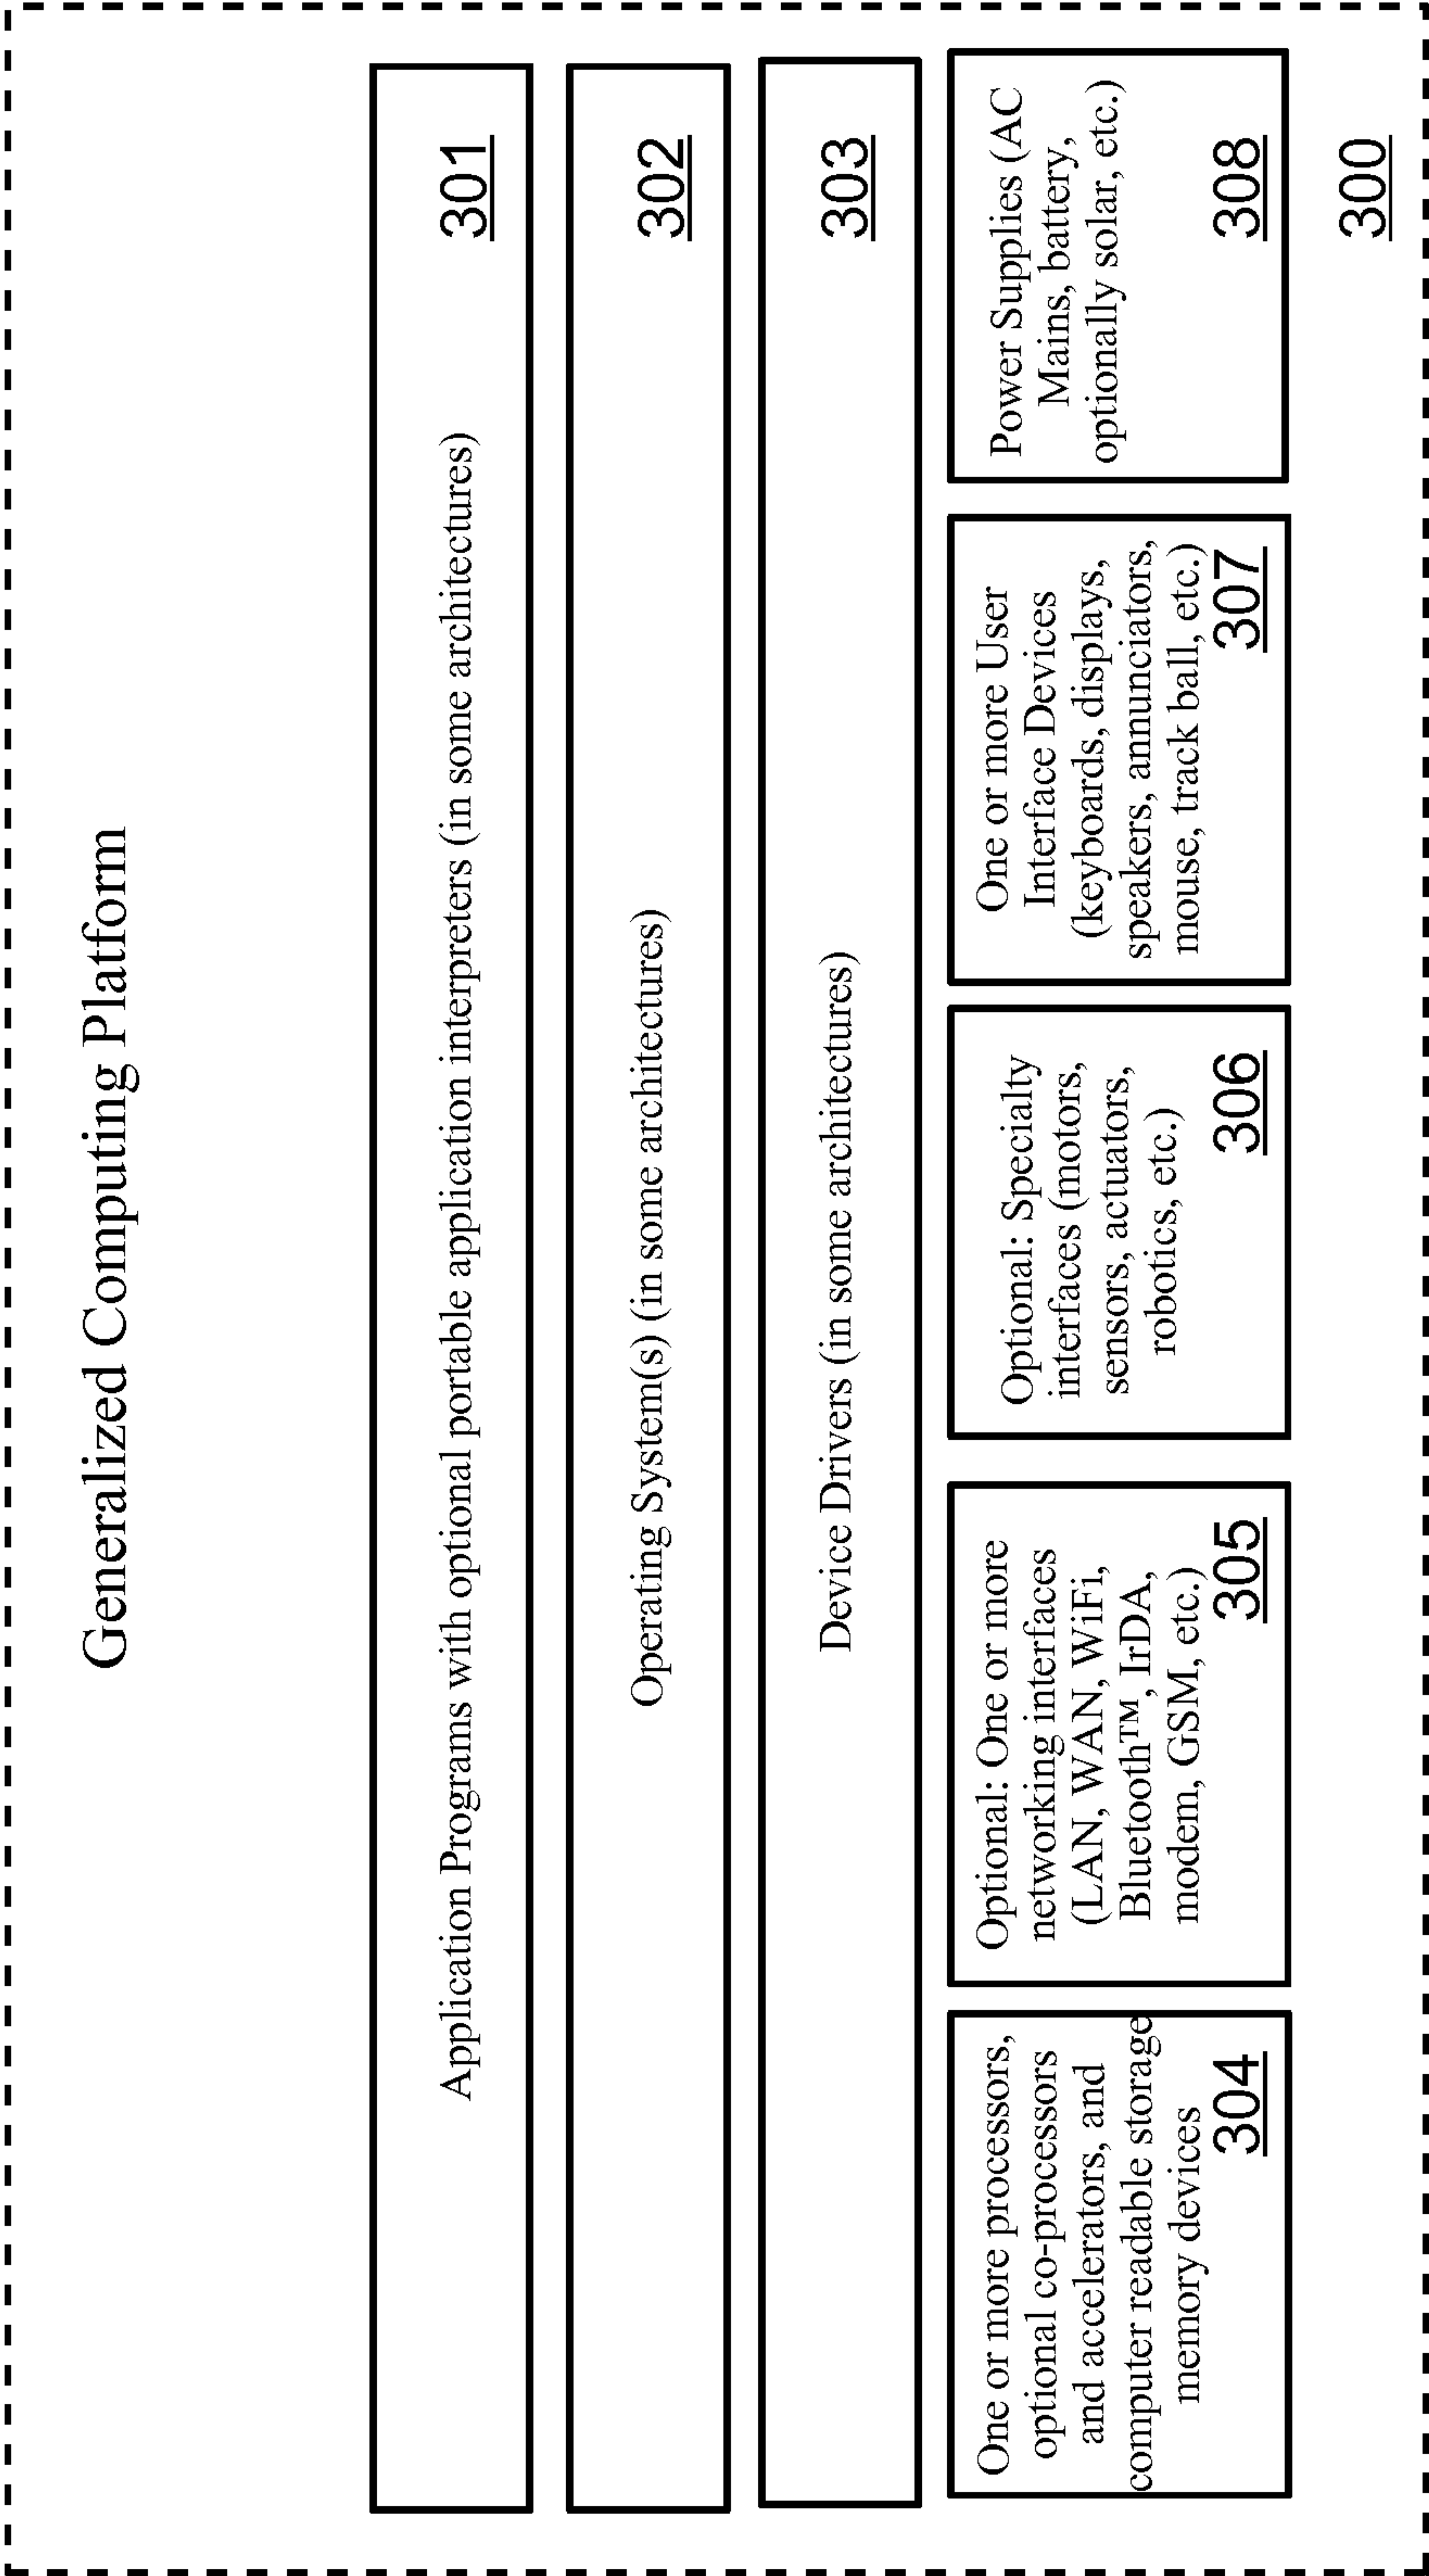 Generalized Computing Platform
Application Programs with optional portable application interpreters (in some architectures)
301
Operating System(s) (in some architectures)
302
Device Drivers (in some architectures)
303
One or more processors,
optional co-processors
and accelerators, and
computer readable storage
memory devices
304
Optional: One or more
networking interfaces
(LAN, WAN, WiFi,
Bluetooth™, IrDA,
modem, GSM, etc.)
305
Optional: Specialty
interfaces (motors,
sensors, actuators,
robotics, etc.)
306
One or more User
Interface Devices
(keyboards, displays,
speakers, annunciators,
mouse, track ball, etc.)
307
Power Supplies (AC
Mains, battery,
optionally solar, etc.)
308
300